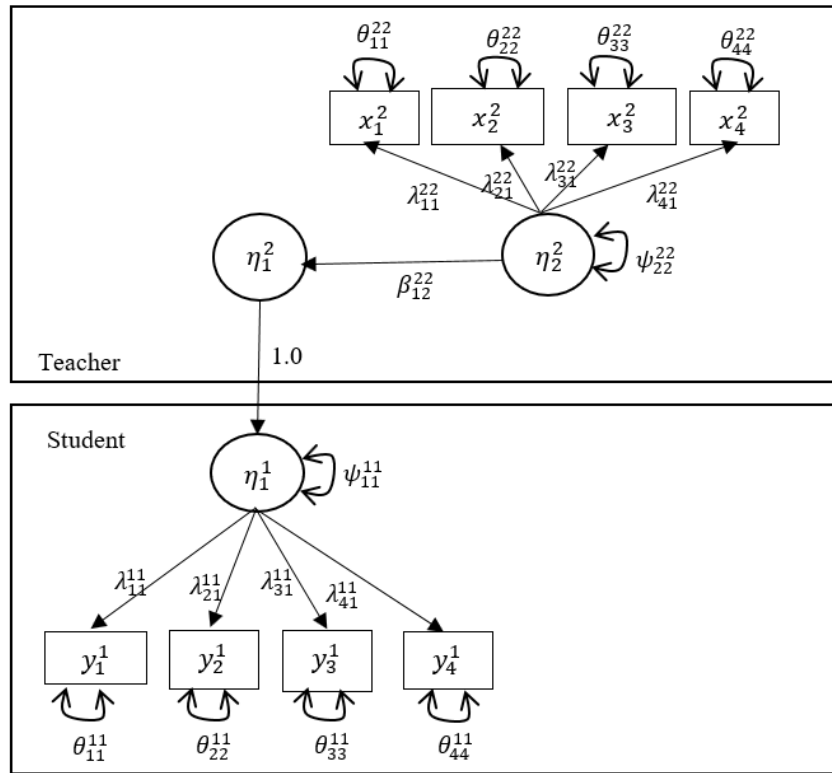 θ₁₁²² θ₂₂²² θ₃₃²² θ₄₄²²
x₁² x₂² x₃² x₄²
λ₁₁²² λ₂₁²² λ₃₁²² λ₄₁²²
η₁² η₂² ψ₂₂²²
β₁₂²²
Teacher
1.0
Student
η₁¹ ψ₁₁¹¹
λ₁₁¹¹ λ₂₁¹¹ λ₃₁¹¹ λ₄₁¹¹
y₁¹ y₂¹ y₃¹ y₄¹
θ₁₁¹¹ θ₂₂¹¹ θ₃₃¹¹ θ₄₄¹¹